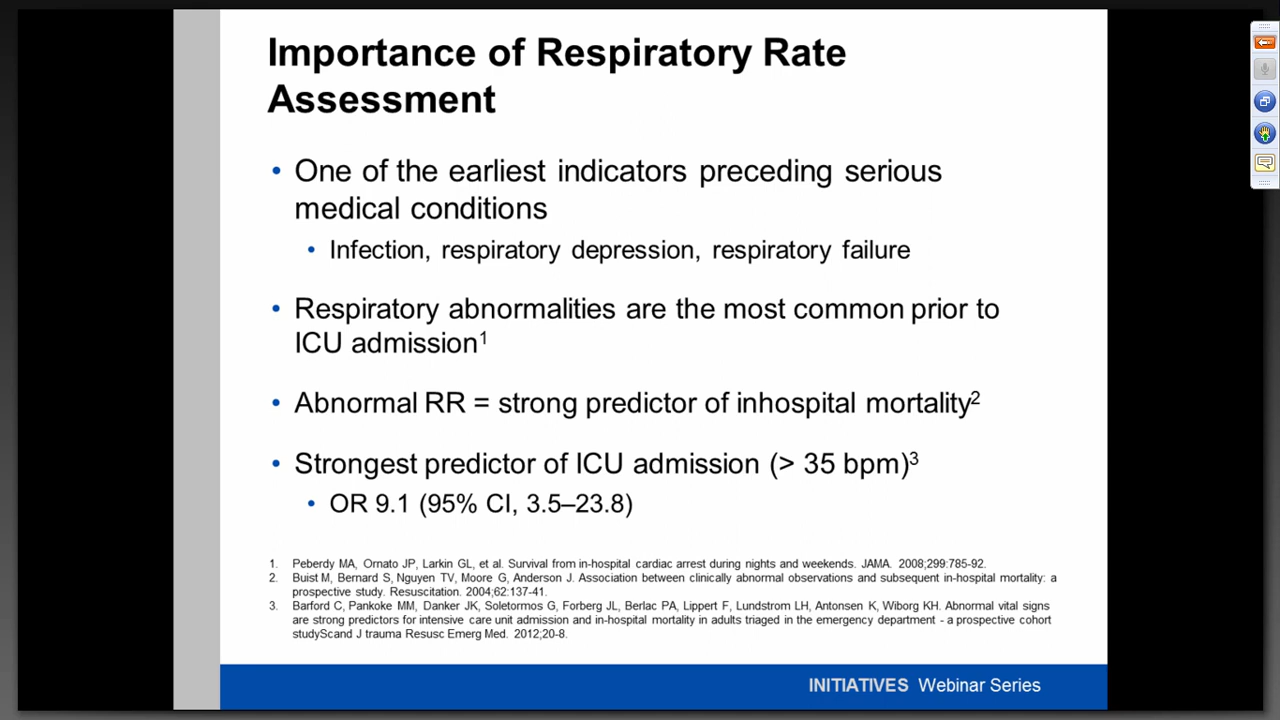 Importance of Respiratory Rate
Assessment
• One of the earliest indicators preceding serious
medical conditions
• Infection, respiratory depression, respiratory failure
• Respiratory abnormalities are the most common prior to
ICU admission1
• Abnormal RR = strong predictor of inhospital mortality2
• Strongest predictor of ICU admission (> 35 bpm)3
• OR 9.1 (95% CI, 3.5–23.8)
1. Peberdy MA, Ornato JP, Larkin GL, et al. Survival from in-hospital cardiac arrest during nights and weekends. JAMA. 2008;299:785-92.
2. Buist M, Bernard S, Nguyen TV, Moore G, Anderson J. Association between clinically abnormal observations and subsequent in-hospital mortality: a
prospective study. Resuscitation. 2004;62:137-41.
3. Barford C, Pankoke MM, Danker JK, Soletormos G, Forberg JL, Berlac PA, Lippert F, Lundstrom LH, Antonsen K, Wiborg KH. Abnormal vital signs
are strong predictors for intensive care unit admission and in-hospital mortality in adults triaged in the emergency department - a prospective cohort
studyScand J trauma Resusc Emerg Med. 2012;20-8.
INITIATIVES Webinar Series